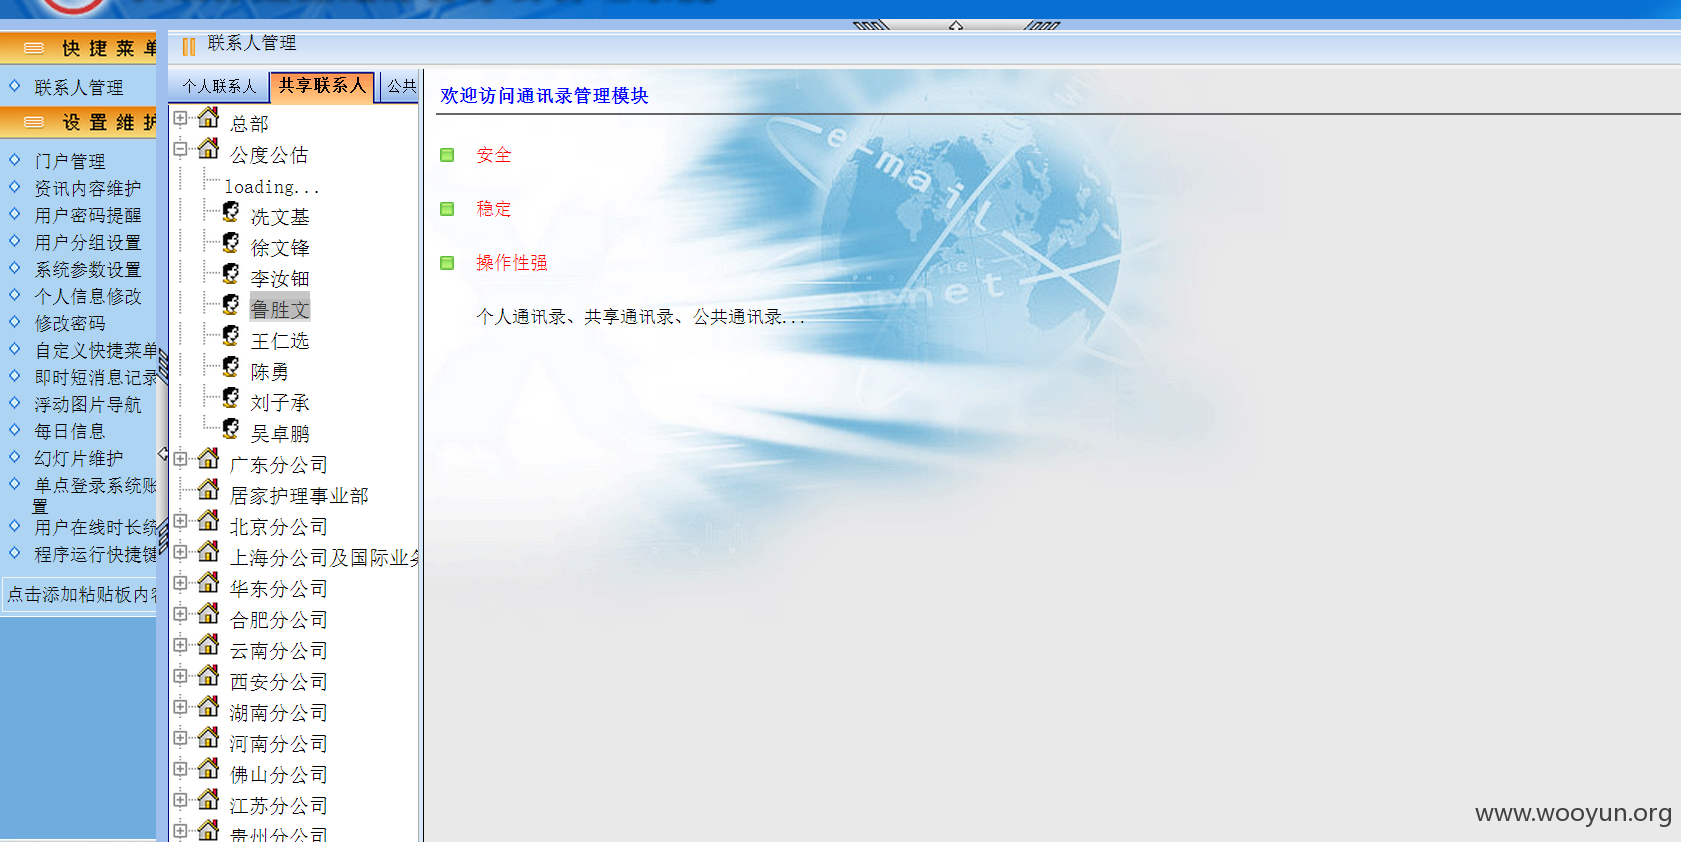 快捷菜单
联系人管理
设置维护
门户管理
资讯内容维护
用户密码提醒
用户分组设置
系统参数设置
个人信息修改
修改密码
自定义快捷菜单
即时短消息记录
浮动图片导航
每日信息
幻灯片维护
单点登录系统账
置
用户在线时长统
程序运行快捷键
点击添加粘贴板内容
联系人管理
个人联系人 共享联系人 公共
总部
公度公估
loading...
冼文基
徐文锋
李汝钿
鲁胜文
王仁选
陈勇
刘子承
吴卓鹏
广东分公司
居家护理事业部
北京分公司
上海分公司及国际业务
华东分公司
合肥分公司
云南分公司
西安分公司
湖南分公司
河南分公司
佛山分公司
江苏分公司
贵州分公司
欢迎访问通讯录管理模块
安全
稳定
操作性强
个人通讯录、共享通讯录、公共通讯录...
e-mail
net
www.wooyun.org